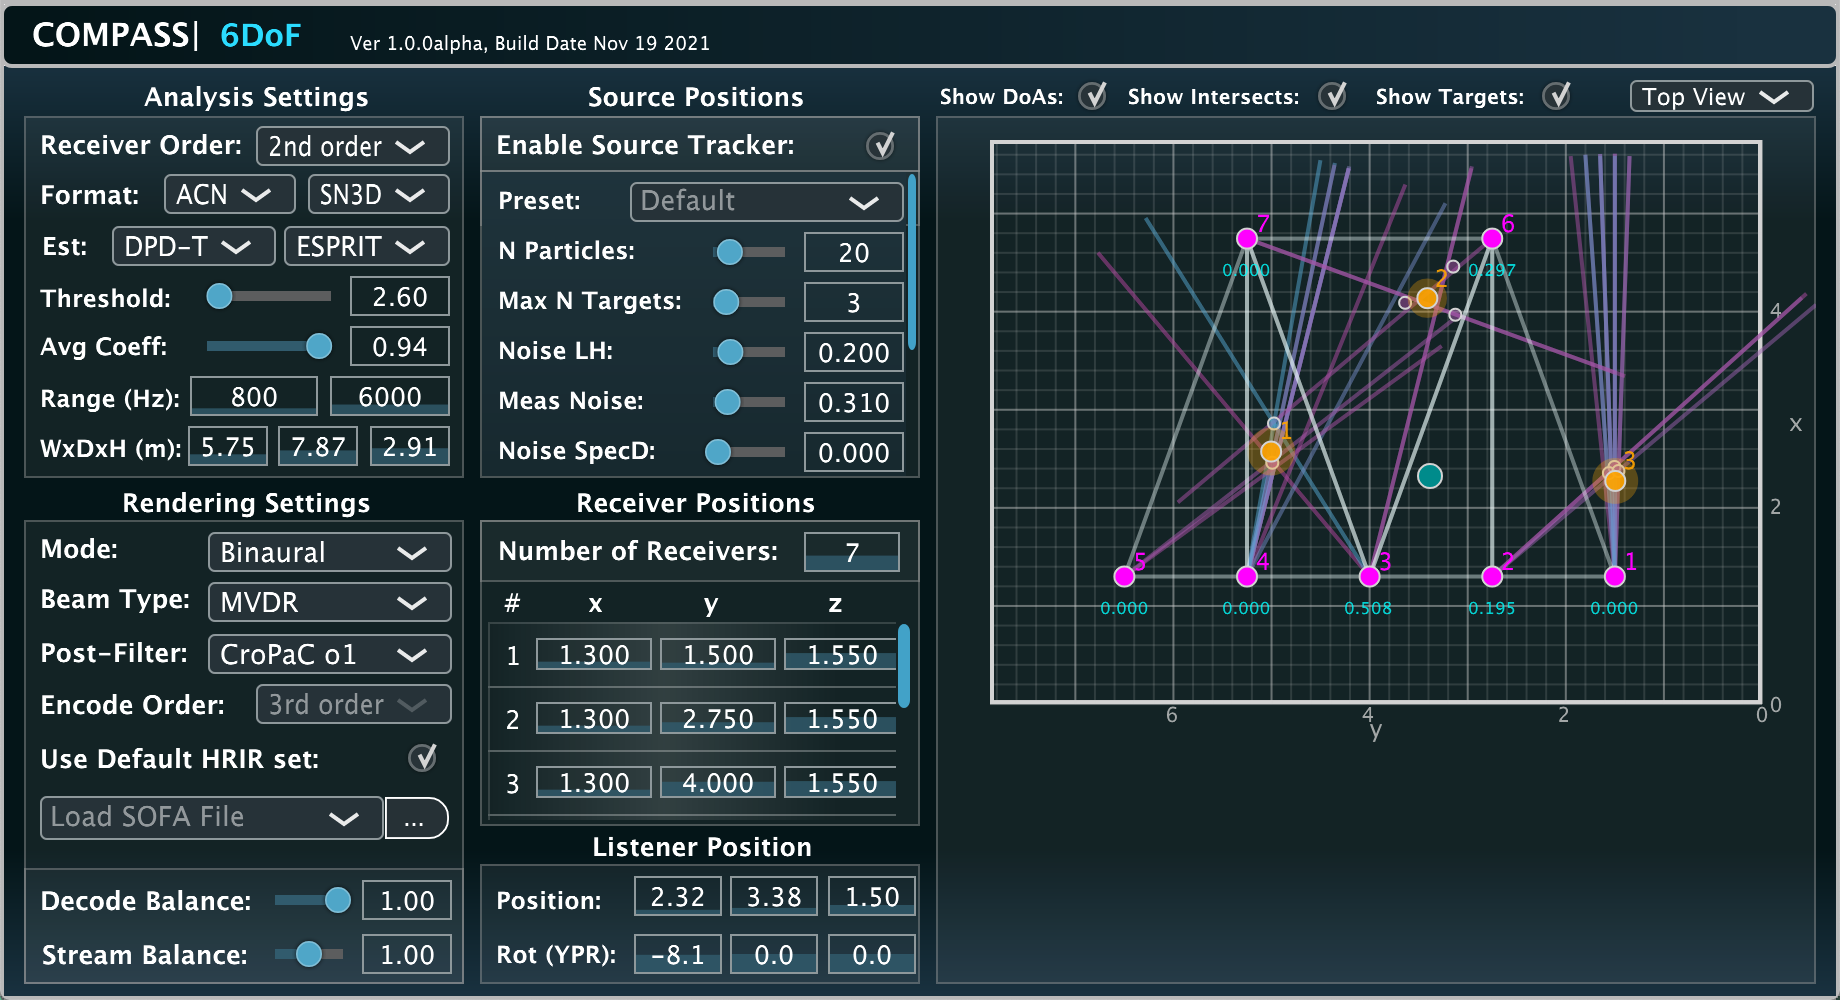 COMPASS| 6DoF Ver 1.0.0alpha, Build Date Nov 19 2021
Analysis Settings
Receiver Order: 2nd order
Format: ACN SN3D
Est: DPD-T ESPRIT
Threshold: 2.60
Avg Coeff: 0.94
Range (Hz): 800 6000
WxDxH (m): 5.75 7.87 2.91
Rendering Settings
Mode: Binaural
Beam Type: MVDR
Post-Filter: CroPaC o1
Encode Order: 3rd order
Use Default HRIR set:
Load SOFA File ...
Decode Balance: 1.00
Stream Balance: 1.00
Source Positions
Enable Source Tracker:
Preset: Default
N Particles: 20
Max N Targets: 3
Noise LH: 0.200
Meas Noise: 0.310
Noise SpecD: 0.000
Receiver Positions
Number of Receivers: 7
# x y z
1 1.300 1.500 1.550
2 1.300 2.750 1.550
3 1.300 4.000 1.550
Listener Position
Position: 2.32 3.38 1.50
Rot (YPR): -8.1 0.0 0.0
Show DoAs: Show Intersects: Show Targets: Top View
7 6
0.000 0.297
2
4
1
x
3
2
5 4 3 2 1
0.000 0.000 0.508 0.195 0.000
0
6 4 2 0
y